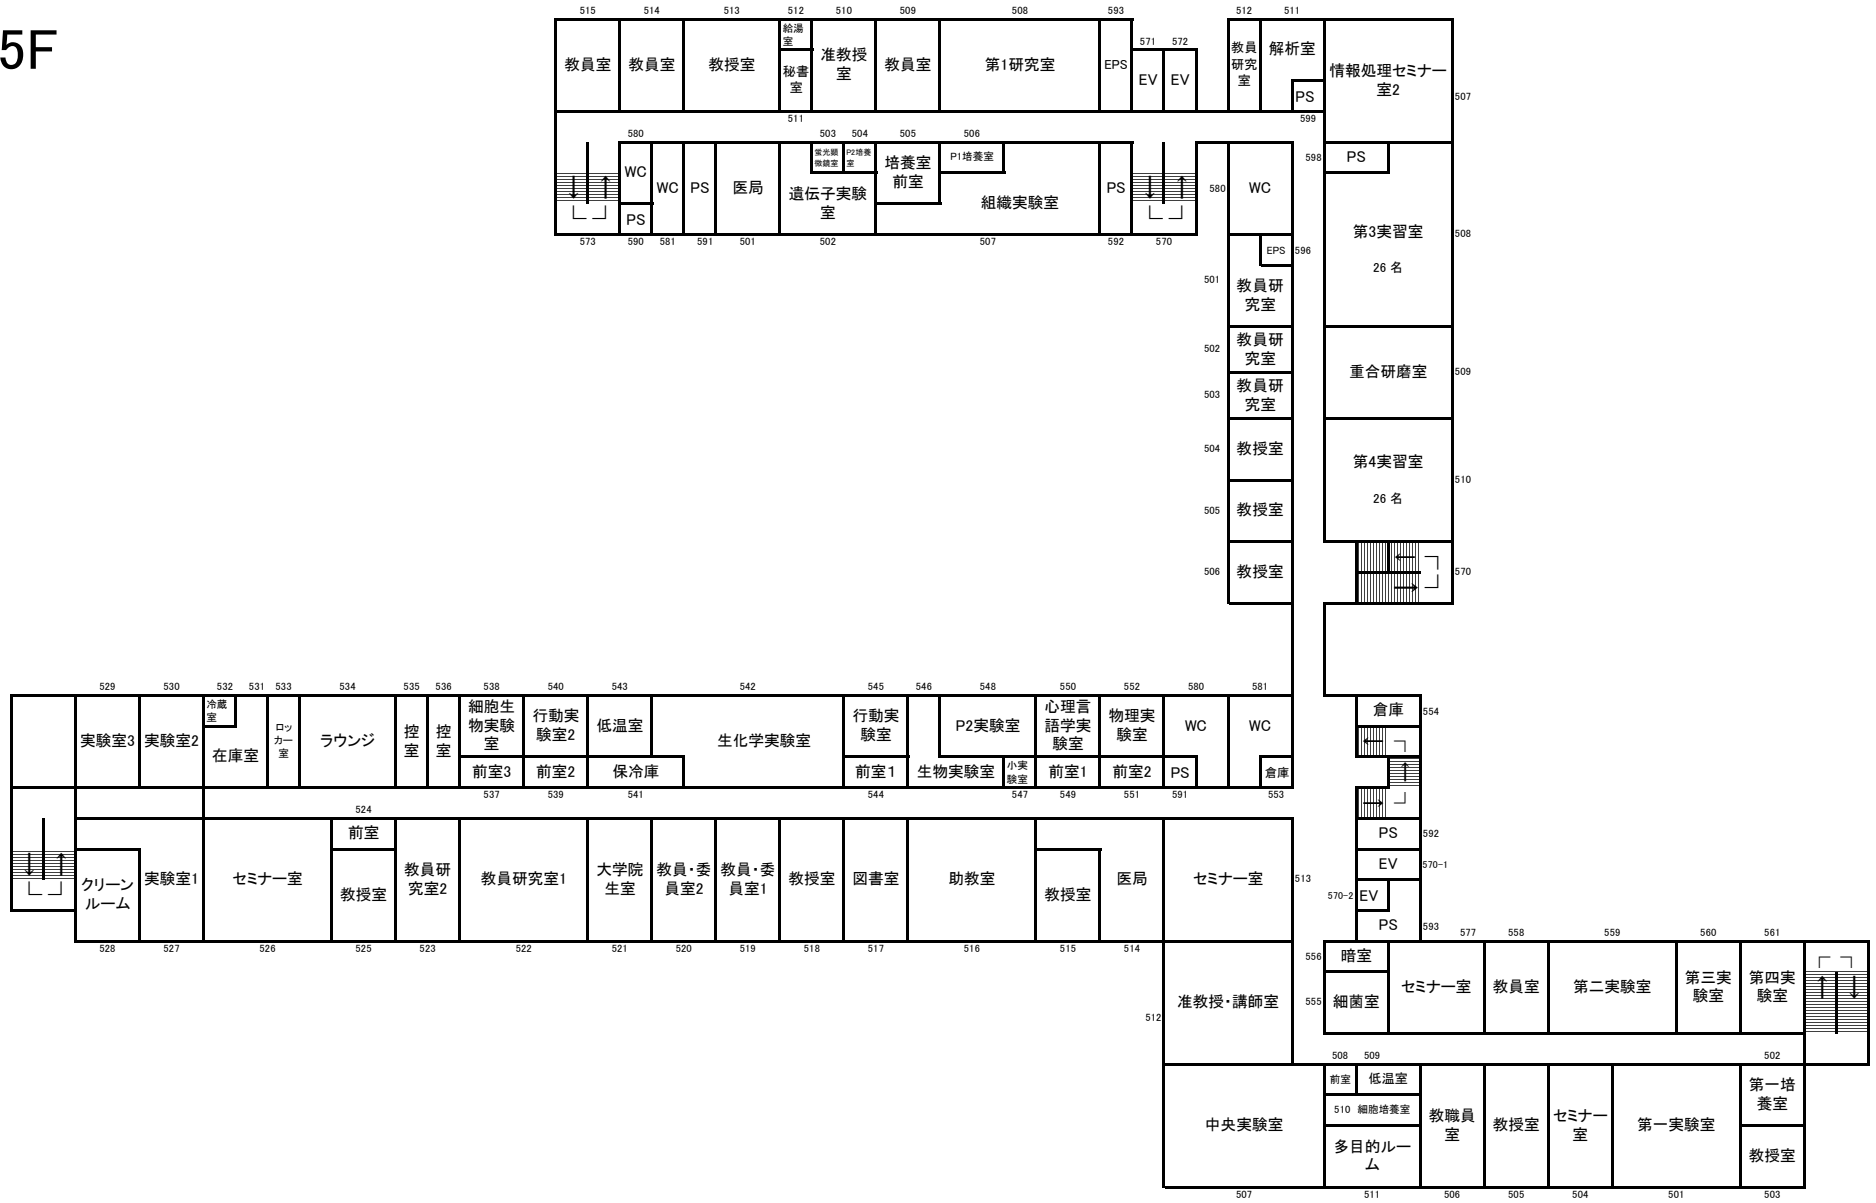 5F
515
514
513
512
510
509
508
593
571
572
512
511
教員室
教員室
教授室
給湯
室
秘書
室
准教授
室
教員室
第1研究室
EPS
EV
EV
教員
研究
室
解析室
PS
情報処理セミナー
室2
507
511
599
580
503
504
505
506
598
PS
WC
PS
WC
PS
医局
蛍光顕
微鏡室
P2培養
室
遺伝子実験
室
培養室
前室
P1培養室
組織実験室
PS
580
WC
573
590
581
591
501
502
507
592
570
第3実習室
26 名
508
EPS
596
501
教員研
究室
502
教員研
究室
503
教員研
究室
重合研磨室
509
504
教授室
第4実習室
26 名
510
505
教授室
506
教授室
570
529
530
532
531
533
534
535
536
538
540
543
542
545
546
548
550
552
580
581
実験室3
実験室2
冷蔵
室
在庫室
ロッ
カー
室
ラウンジ
控
室
控
室
細胞生
物実験
室
前室3
行動実
験室2
前室2
低温室
保冷庫
生化学実験室
行動実
験室
前室1
生物実験室
P2実験室
小実
験室
心理言
語学実
験室
前室1
物理実
験室
前室2
WC
PS
WC
倉庫
倉庫
554
537
539
541
544
547
549
551
591
553
524
クリーン
ルーム
実験室1
セミナー室
前室
教授室
教員研
究室2
教員研究室1
大学院
生室
教員・委
員室2
教員・委
員室1
教授室
図書室
助教室
教授室
医局
セミナー室
513
PS
592
EV
570-1
570-2
EV
PS
593
528
527
526
525
523
522
521
520
519
518
517
516
515
514
577
558
559
560
561
556
暗室
555
細菌室
セミナー室
教員室
第二実験室
第三実
験室
第四実
験室
准教授・講師室
512
508
509
502
中央実験室
前室
低温室
510 細胞培養室
多目的ルー
ム
教職員
室
教授室
セミナー
室
第一実験室
第一培
養室
教授室
507
511
506
505
504
501
503